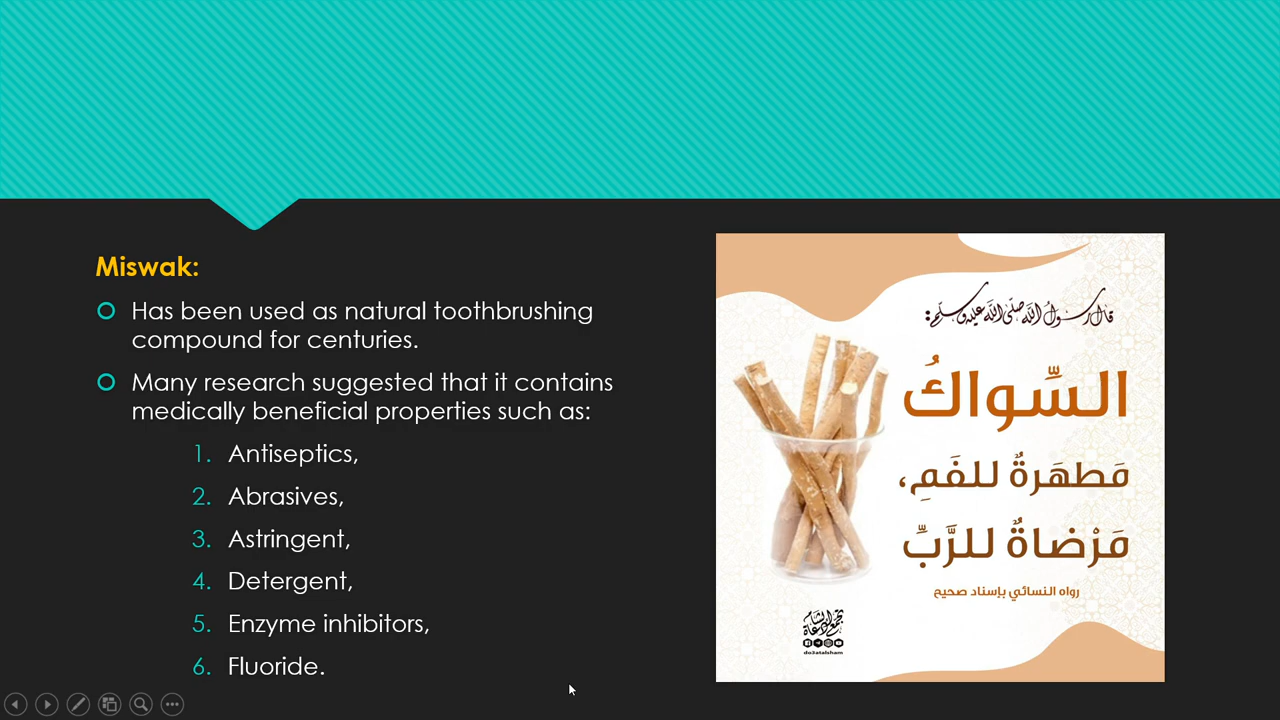 Miswak:
Has been used as natural toothbrushing
compound for centuries.
Many research suggested that it contains
medically beneficial properties such as:
1. Antiseptics,
2. Abrasives,
3. Astringent,
4. Detergent,
5. Enzyme inhibitors,
6. Fluoride.
قال رسول الله صلى الله عليه وسلم:
السِّواكُ
مَطهَرةٌ للفَمِ،
مَرْضاةٌ للرَّبِّ
رواه النسائي بإسناد صحيح
do3atalsham